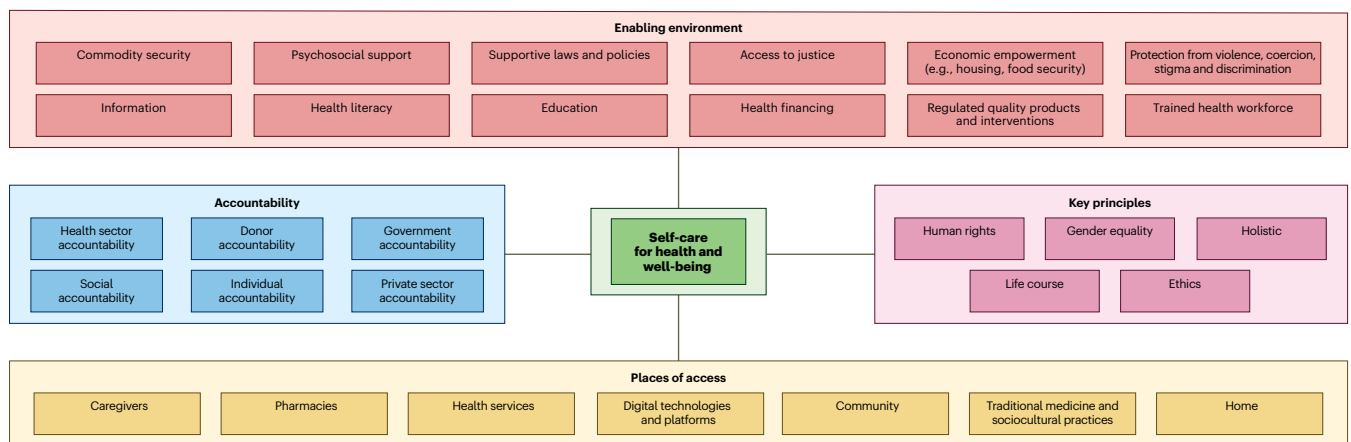 Enabling environment
Commodity security
Psychosocial support
Supportive laws and policies
Access to justice
Economic empowerment
(e.g., housing, food security)
Protection from violence, coercion,
stigma and discrimination
Information
Health literacy
Education
Health financing
Regulated quality products
and interventions
Trained health workforce
Accountability
Health sector
accountability
Donor
accountability
Government
accountability
Social
accountability
Individual
accountability
Private sector
accountability
Self-care
for health and
well-being
Key principles
Human rights
Gender equality
Holistic
Life course
Ethics
Places of access
Caregivers
Pharmacies
Health services
Digital technologies
and platforms
Community
Traditional medicine and
sociocultural practices
Home